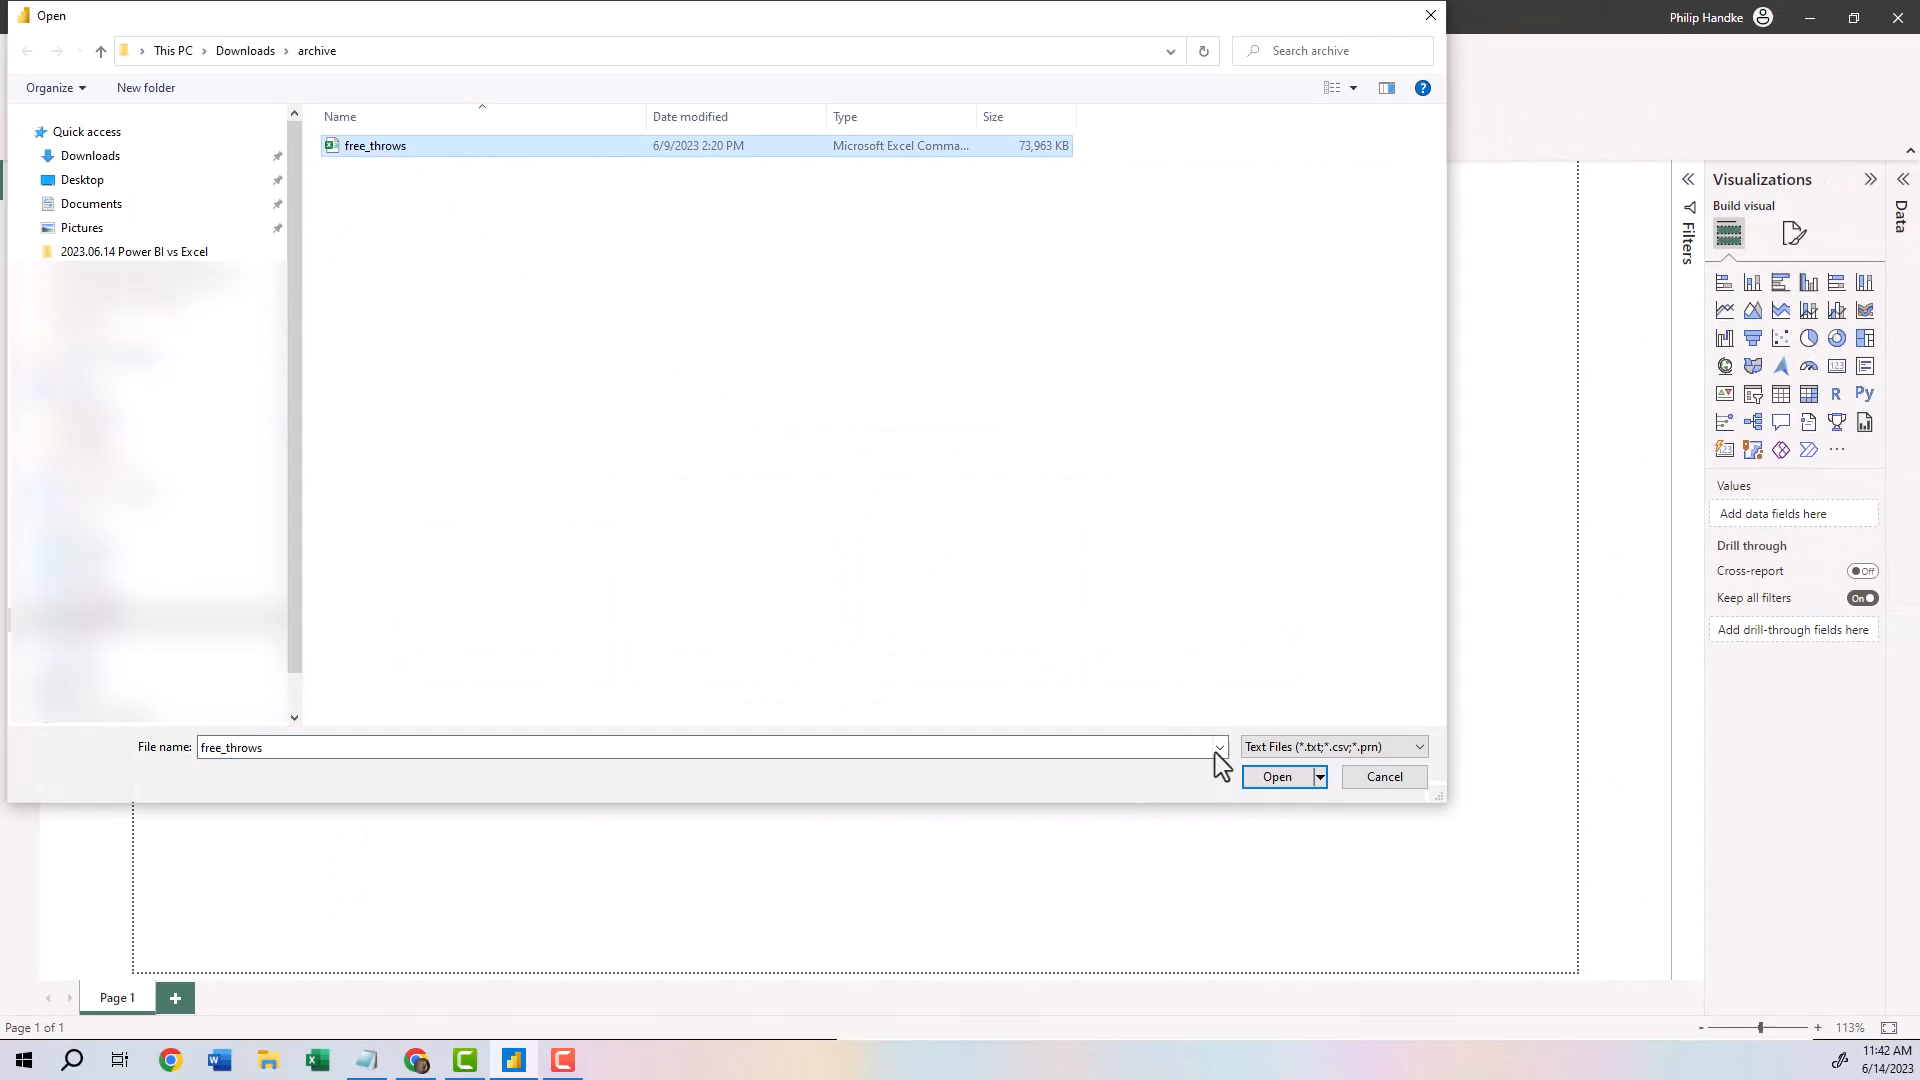 Open
Philip Handke
This PC
Downloads
archive
Search archive
Organize
New folder
Name
Date modified
Type
Size
Quick access
Downloads
Desktop
Documents
Pictures
2023.06.14 Power BI vs Excel
free_throws
6/9/2023 2:20 PM
Microsoft Excel Comma...
73,963 KB
File name:
free_throws
Text Files (*.txt;*.csv;*.prn)
Open
Cancel
Filters
Visualizations
Build visual
123
R
Py
123
...
Values
Add data fields here
Drill through
Cross-report
Off
Keep all filters
On
Add drill-through fields here
Data
Page 1
+
Page 1 of 1
-
+
113%
11:42 AM
6/14/2023